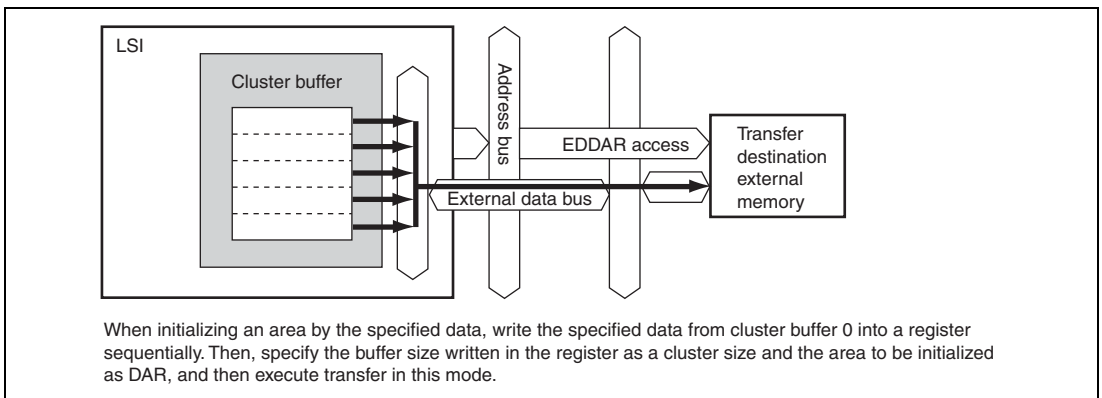 LSI
Cluster buffer
Address bus
EDDAR access
External data bus
Transfer
destination
external
memory
When initializing an area by the specified data, write the specified data from cluster buffer 0 into a register
sequentially. Then, specify the buffer size written in the register as a cluster size and the area to be initialized
as DAR, and then execute transfer in this mode.